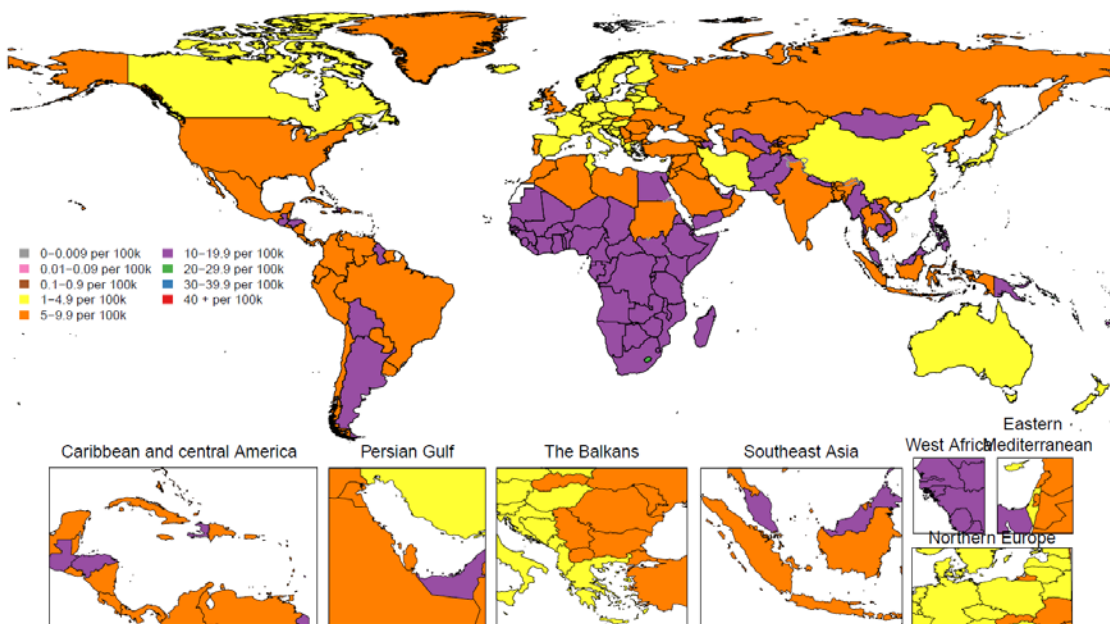 0-0.009 per 100k
0.01-0.09 per 100k
0.1-0.9 per 100k
1-4.9 per 100k
5-9.9 per 100k
10-19.9 per 100k
20-29.9 per 100k
30-39.9 per 100k
40 + per 100k
Caribbean and central America
Persian Gulf
The Balkans
Southeast Asia
West Africa
Eastern
Mediterranean
Northern Europe